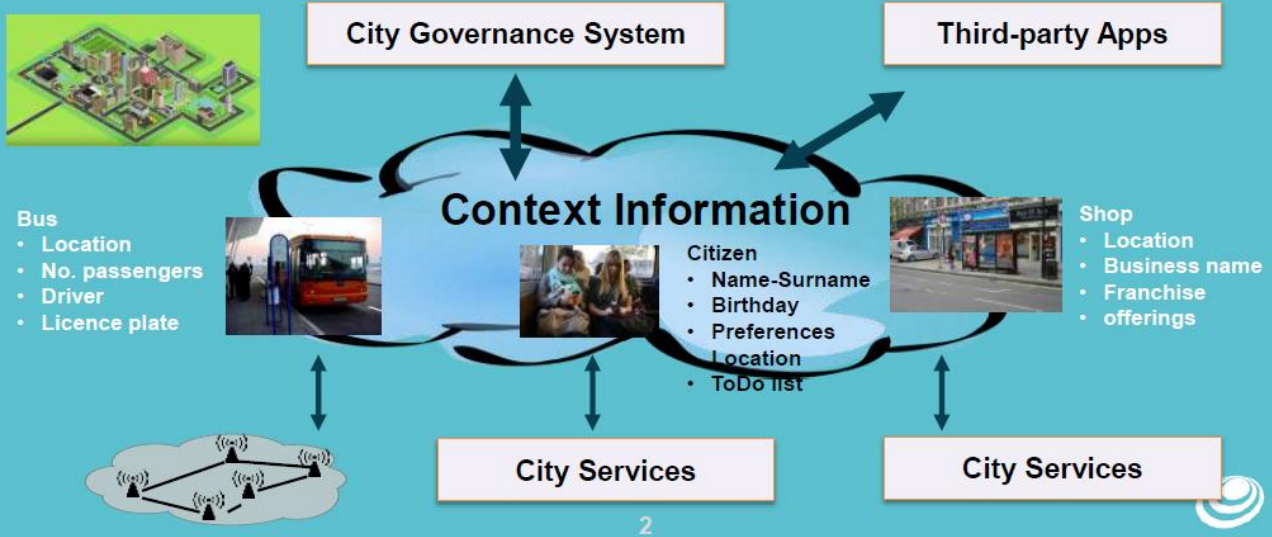 City Governance System
Third-party Apps
Context Information
Bus
• Location
• No. passengers
• Driver
• Licence plate
Citizen
• Name-Surname
• Birthday
• Preferences
Location
• ToDo list
Shop
• Location
• Business name
• Franchise
• offerings
City Services
City Services
2